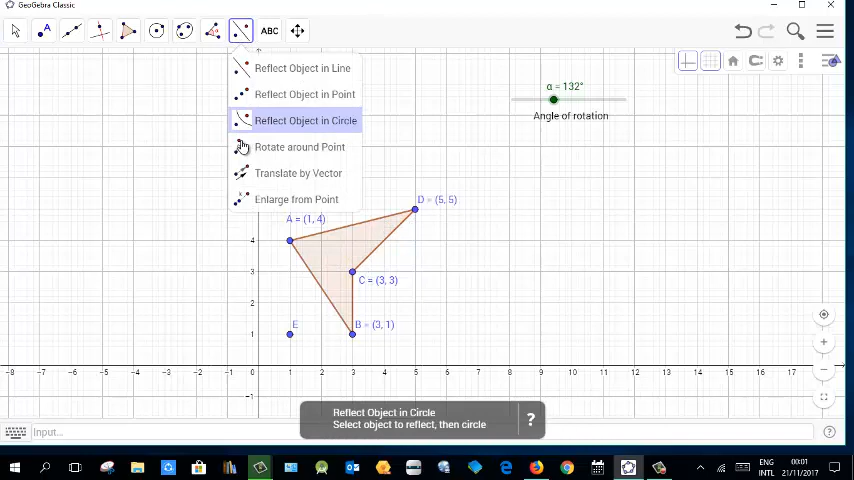 GeoGebra Classic
ABC
Reflect Object in Line
Reflect Object in Point
Reflect Object in Circle
Rotate around Point
Translate by Vector
Enlarge from Point
α = 132°
Angle of rotation
A = (1, 4)
D = (5, 5)
C = (3, 3)
E
B = (3, 1)
4
3
2
1
−8 −7 −6 −5 −4 −3 −2 −1 0 1 2 3 4 5 6 7 8 9 10 11 12 13 14 15 16 17
−1
Reflect Object in Circle
Select object to reflect, then circle
?
Input...
?
ENG
INTL
00:01
21/11/2017